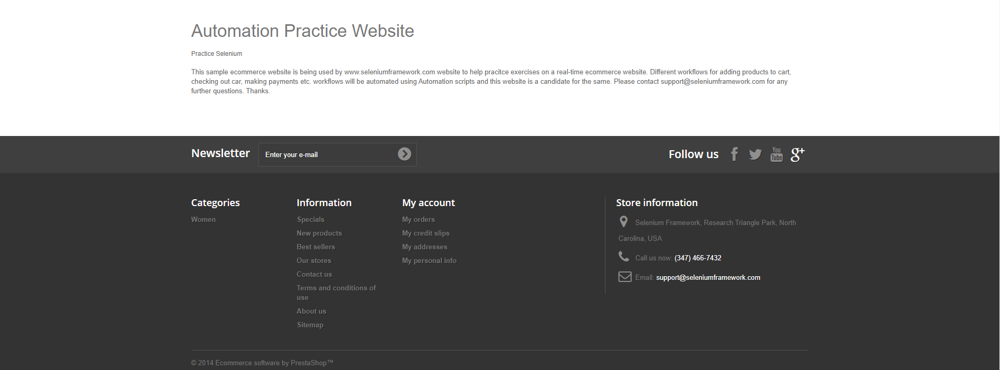 Automation Practice Website
Practice Selenium
This sample ecommerce website is being used by www.seleniumframework.com website to help pracitce exercises on a real-time ecommerce website. Different workflows for adding products to cart,
checking out car, making payments etc. workflows will be automated using Automation scripts and this website is a candidate for the same. Please contact support@seleniumframework.com for any
further questions. Thanks.
Newsletter
Enter your e-mail
Follow us
You
Tube
g+
Categories
Women
Information
Specials
New products
Best sellers
Our stores
Contact us
Terms and conditions of
use
About us
Sitemap
My account
My orders
My credit slips
My addresses
My personal info
Store information
Selenium Framework, Research Triangle Park, North
Carolina, USA
Call us now: (347) 466-7432
Email: support@seleniumframework.com
© 2014 Ecommerce software by PrestaShop™